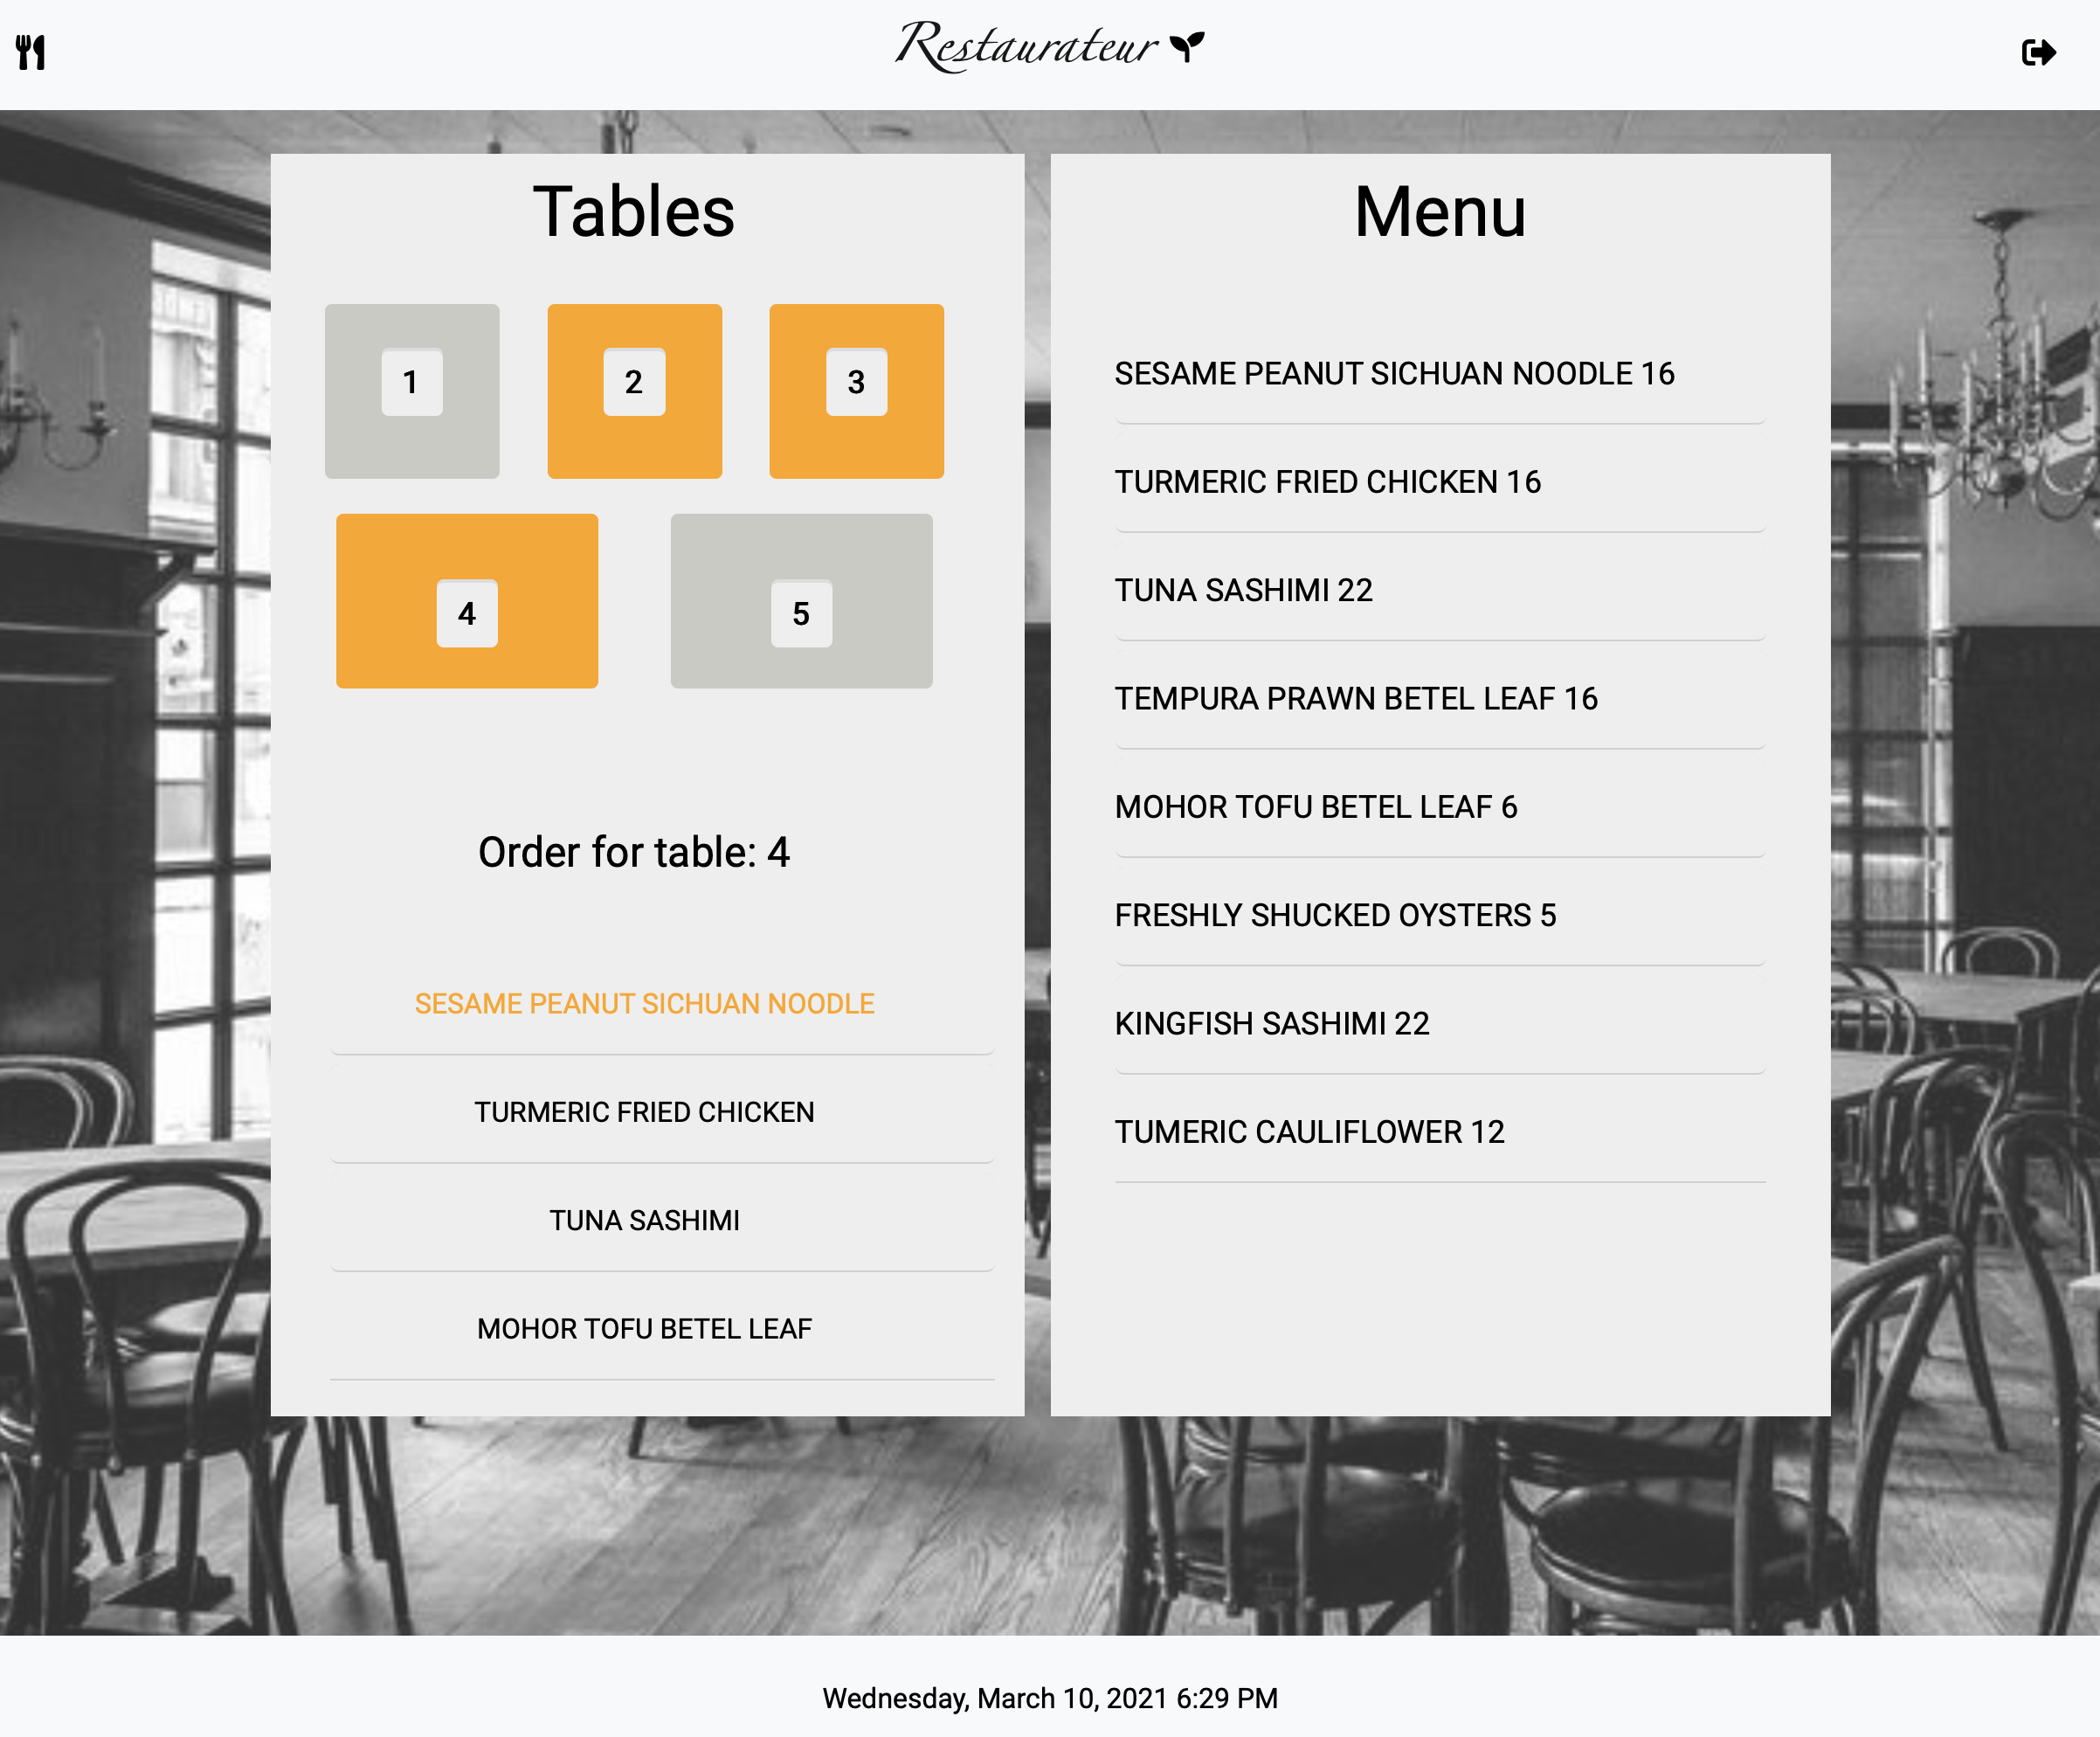 Restaurateur
Tables
1
2
3
4
5
Order for table: 4
SESAME PEANUT SICHUAN NOODLE
TURMERIC FRIED CHICKEN
TUNA SASHIMI
MOHOR TOFU BETEL LEAF
Menu
SESAME PEANUT SICHUAN NOODLE 16
TURMERIC FRIED CHICKEN 16
TUNA SASHIMI 22
TEMPURA PRAWN BETEL LEAF 16
MOHOR TOFU BETEL LEAF 6
FRESHLY SHUCKED OYSTERS 5
KINGFISH SASHIMI 22
TUMERIC CAULIFLOWER 12
Wednesday, March 10, 2021 6:29 PM